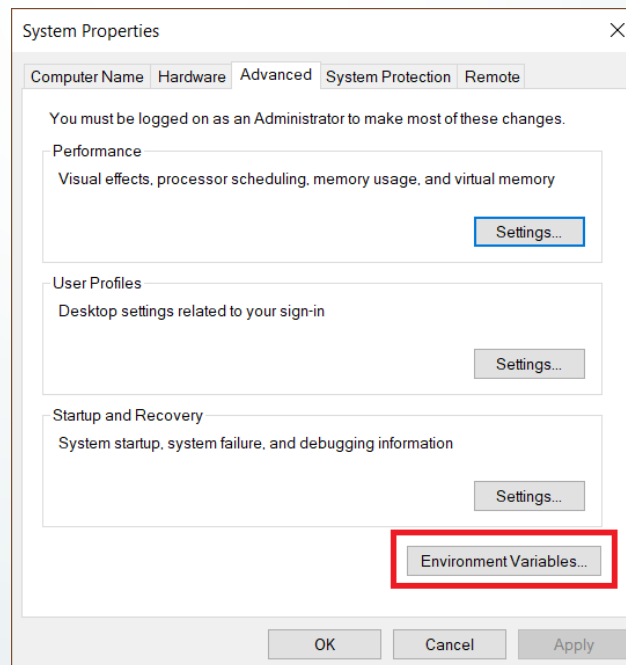 System Properties
Computer Name Hardware Advanced System Protection Remote
You must be logged on as an Administrator to make most of these changes.
Performance
Visual effects, processor scheduling, memory usage, and virtual memory
Settings...
User Profiles
Desktop settings related to your sign-in
Settings...
Startup and Recovery
System startup, system failure, and debugging information
Settings...
Environment Variables...
OK Cancel Apply